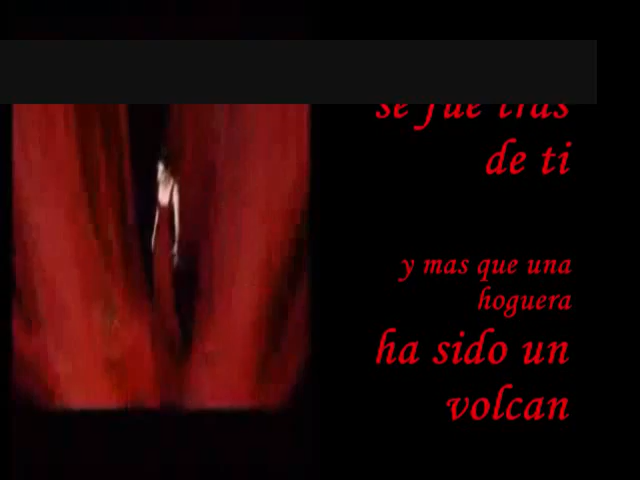 se fue tras
de ti
y mas que una
hoguera
ha sido un
volcan